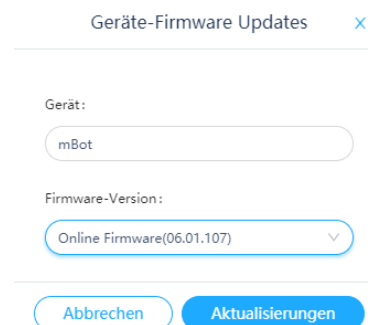 Geräte-Firmware Updates
Gerät:
mBot
Firmware-Version:
Online Firmware(06.01.107)
Abbrechen
Aktualisierungen